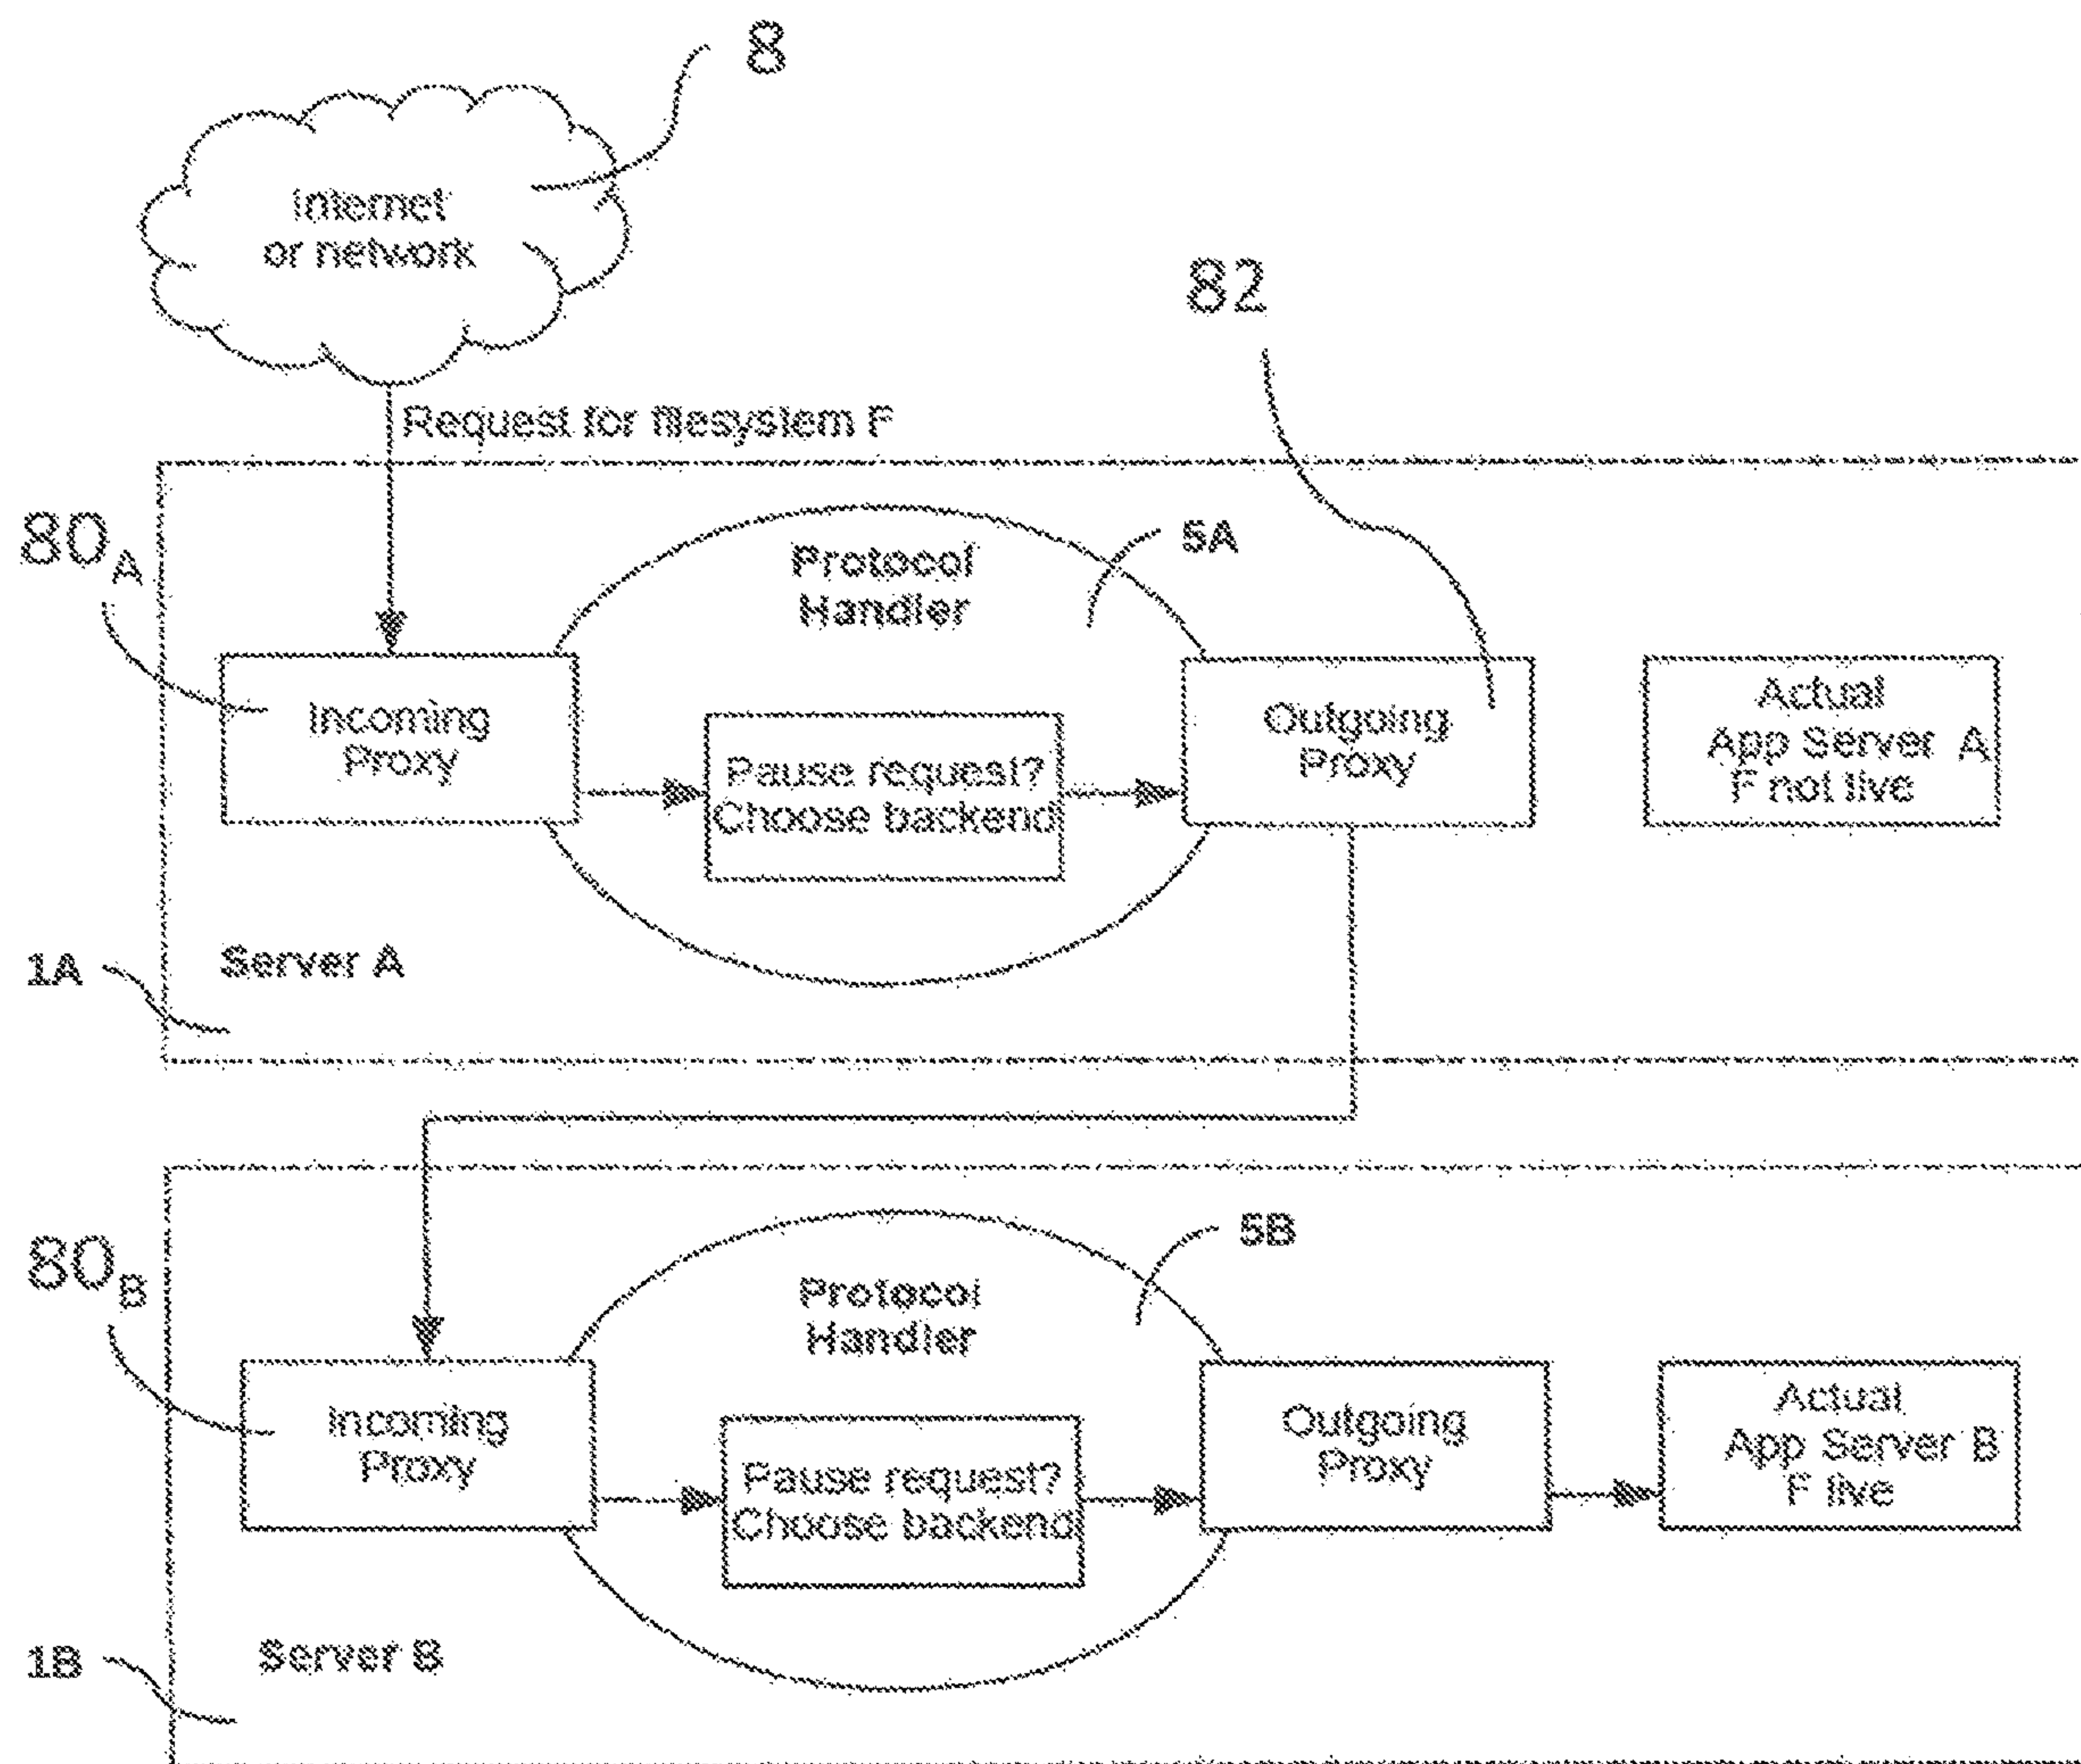 8
Internet
or network
82
Request for filesystem F
80A
5A
Protocol
Handler
Incoming
Proxy
Pause request?
Choose backend
Outgoing
Proxy
Actual
App Server A
F not live
1A
Server A
80B
5B
Protocol
Handler
Incoming
Proxy
Pause request?
Choose backend
Outgoing
Proxy
Actual
App Server B
F live
1B
Server B